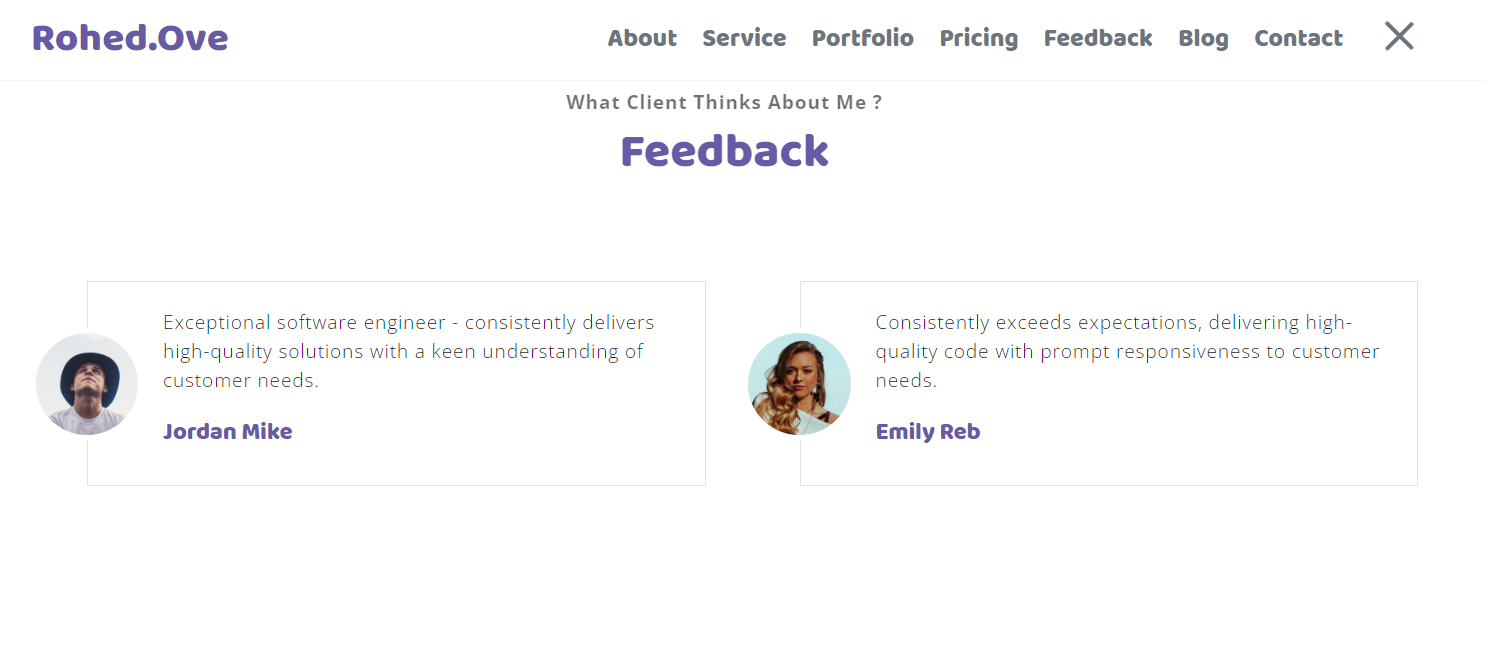 Rohed.Ove
About Service Portfolio Pricing Feedback Blog Contact
What Client Thinks About Me ?
Feedback
Exceptional software engineer - consistently delivers
high-quality solutions with a keen understanding of
customer needs.
Jordan Mike
Consistently exceeds expectations, delivering high-
quality code with prompt responsiveness to customer
needs.
Emily Reb